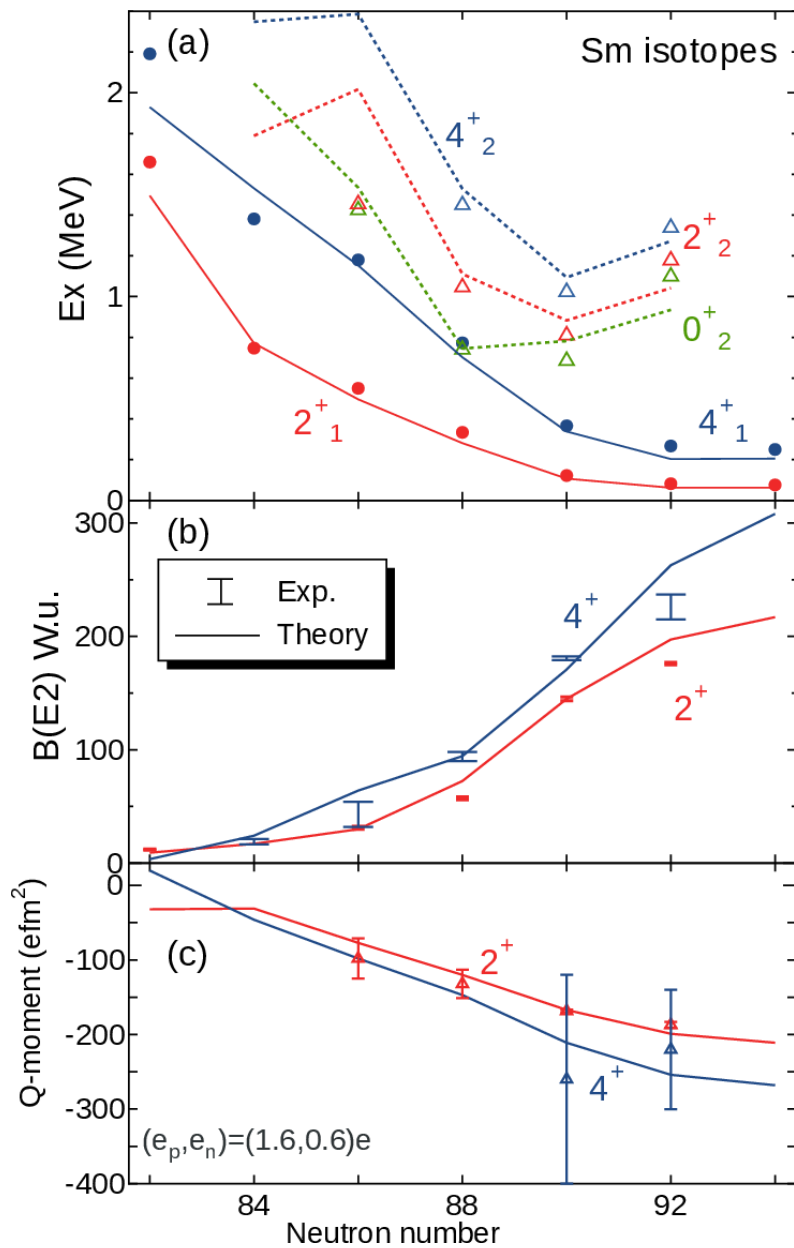 (a)
Sm isotopes
2
1
0
Ex (MeV)
4⁺₂
2⁺₂
0⁺₂
2⁺₁
4⁺₁
(b)
300
200
100
0
B(E2) W.u.
Exp.
Theory
4⁺
2⁺
(c)
0
-100
-200
-300
-400
Q-moment (efm²)
2⁺
4⁺
(eₚ,eₙ)=(1.6,0.6)e
84 86 88 90 92
Neutron number